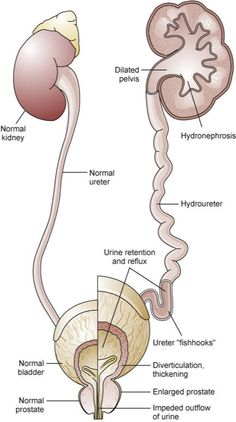 Dilated
pelvis
Hydronephrosis
Normal
kidney
Normal
ureter
Hydroureter
Urine retention
and reflux
Ureter "fishhooks"
Normal
bladder
Diverticulation,
thickening
Enlarged prostate
Normal
prostate
Impeded outflow
of urine